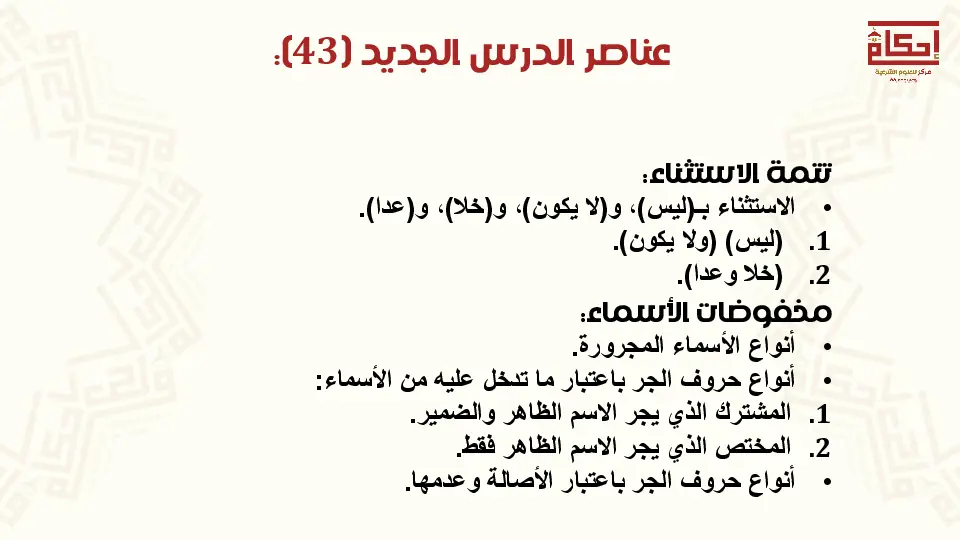 عناصر الدرس الجديد (43):
إحكام
مركز للعلوم الشرعية
تتمة الاستثناء:
• الاستثناء بـ(ليس)، و(لا يكون)، و(خلا)، و(عدا).
1. (ليس) (ولا يكون).
2. (خلا وعدا).
مخفوضات الأسماء:
• أنواع الأسماء المجرورة.
• أنواع حروف الجر باعتبار ما تدخل عليه من الأسماء:
1. المشترك الذي يجر الاسم الظاهر والضمير.
2. المختص الذي يجر الاسم الظاهر فقط.
• أنواع حروف الجر باعتبار الأصالة وعدمها.